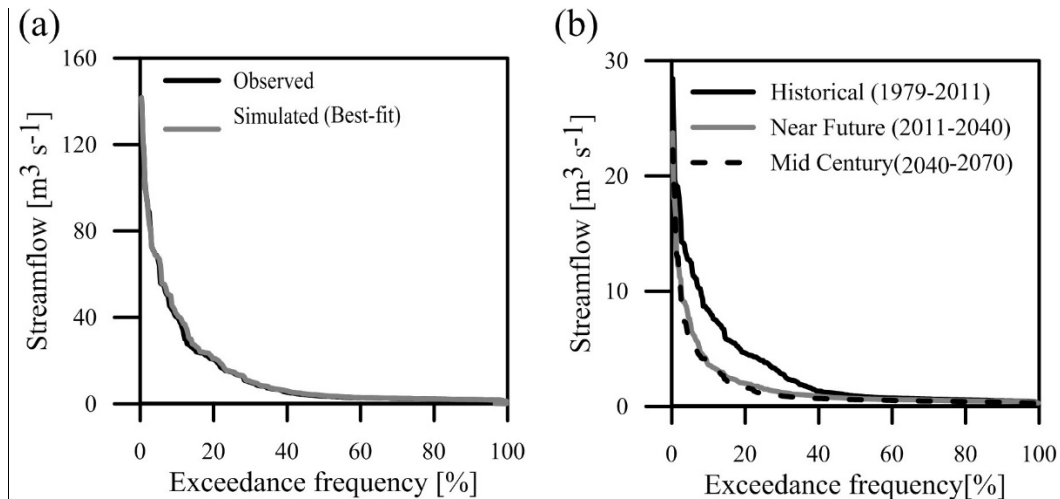 (a)
Streamflow [m³ s⁻¹]
160
120
80
40
0
Observed
Simulated (Best-fit)
0 20 40 60 80 100
Exceedance frequency [%]
(b)
Streamflow [m³ s⁻¹]
30
20
10
0
Historical (1979-2011)
Near Future (2011-2040)
Mid Century(2040-2070)
0 20 40 60 80 100
Exceedance frequency[%]